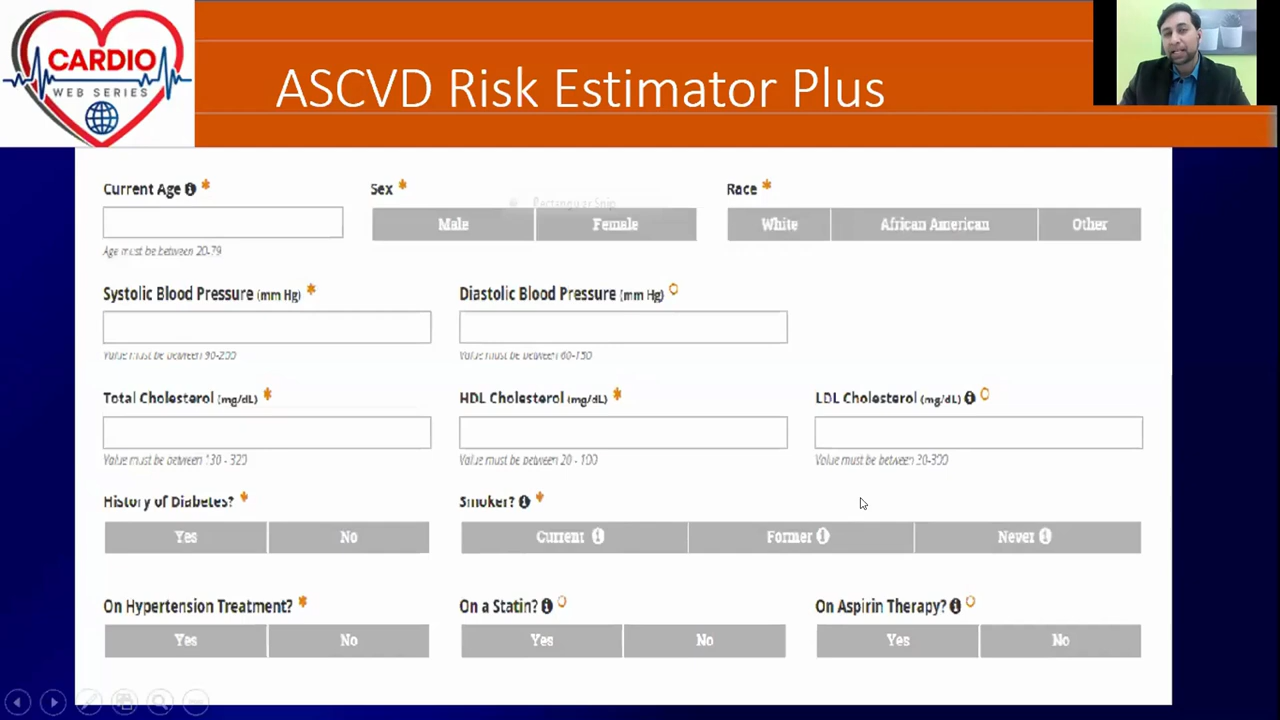 CARDIO
WEB SERIES
ASCVD Risk Estimator Plus
Current Age *
Sex *
Race *
Rectangular Snip
Male
Female
White
African American
Other
Age must be between 20-79
Systolic Blood Pressure (mm Hg) *
Diastolic Blood Pressure (mm Hg)
Value must be between 90-200
Value must be between 60-130
Total Cholesterol (mg/dL) *
HDL Cholesterol (mg/dL) *
LDL Cholesterol (mg/dL)
Value must be between 130 - 320
Value must be between 20 - 100
Value must be between 30-300
History of Diabetes? *
Smoker? *
Yes
No
Current
Former
Never
On Hypertension Treatment? *
On a Statin?
On Aspirin Therapy?
Yes
No
Yes
No
Yes
No